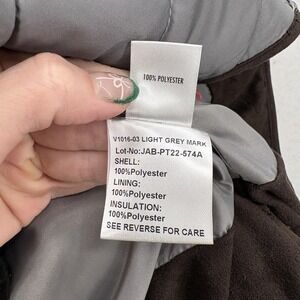 100% POLYESTER
V1016-03 LIGHT GREY MARK
Lot-No:JAB-PT22-574A
SHELL:
100%Polyester
LINING:
100%Polyester
INSULATION:
100%Polyester
SEE REVERSE FOR CARE